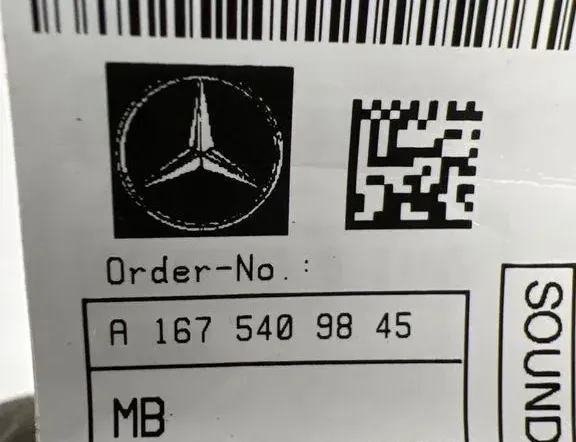 Order-No.:
A 167 540 98 45
MB
SOUND